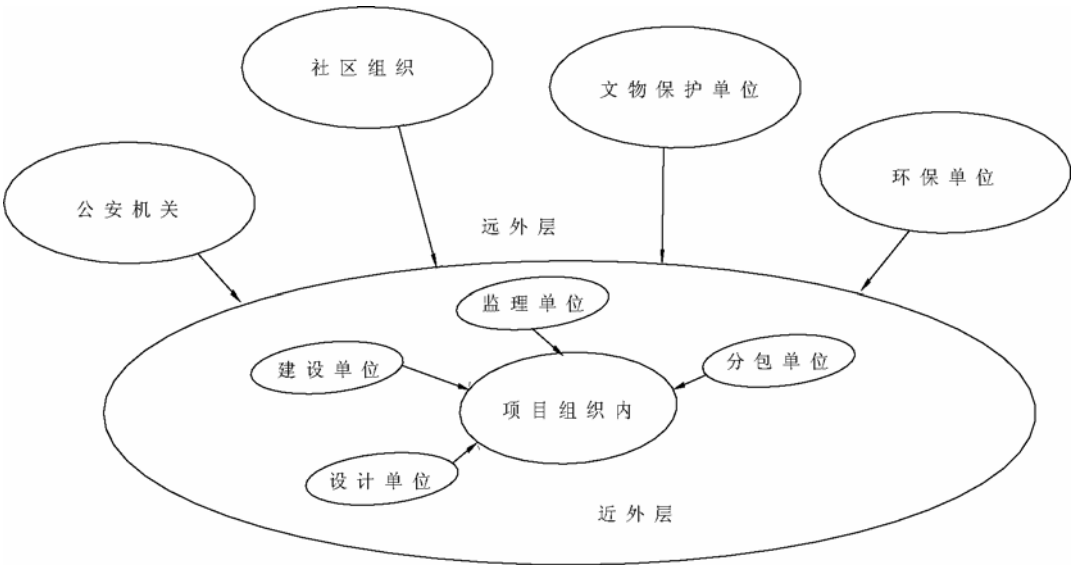 社区组织
文物保护单位
环保单位
公安机关
远外层
监理单位
建设单位
分包单位
项目组织内
设计单位
近外层